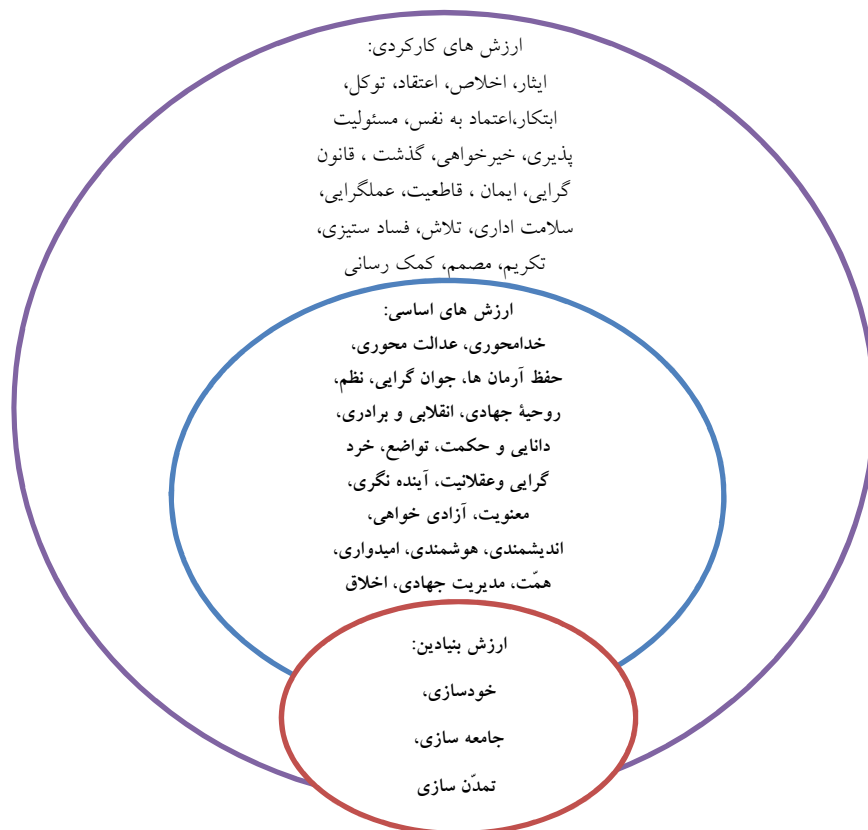 ارزش های کارکردی:
ایثار، اخلاص، اعتقاد، توکل،
ابتکار،اعتماد به نفس، مسئولیت
پذیری، خیرخواهی، گذشت ، قانون
گرایی، ایمان ، قاطعیت، عملگرایی،
سلامت اداری، تلاش، فساد ستیزی،
تکریم، مصمم، کمک رسانی
ارزش های اساسی:
خدامحوری، عدالت محوری،
حفظ آرمان ها، جوان گرایی، نظم،
روحیۀ جهادی، انقلابی و برادری،
دانایی و حکمت، تواضع، خرد
گرایی وعقلانیت، آینده نگری،
معنویت، آزادی خواهی،
اندیشمندی، هوشمندی، امیدواری،
همّت، مدیریت جهادی، اخلاق
ارزش بنیادین:
خودسازی،
جامعه سازی،
تمدّن سازی